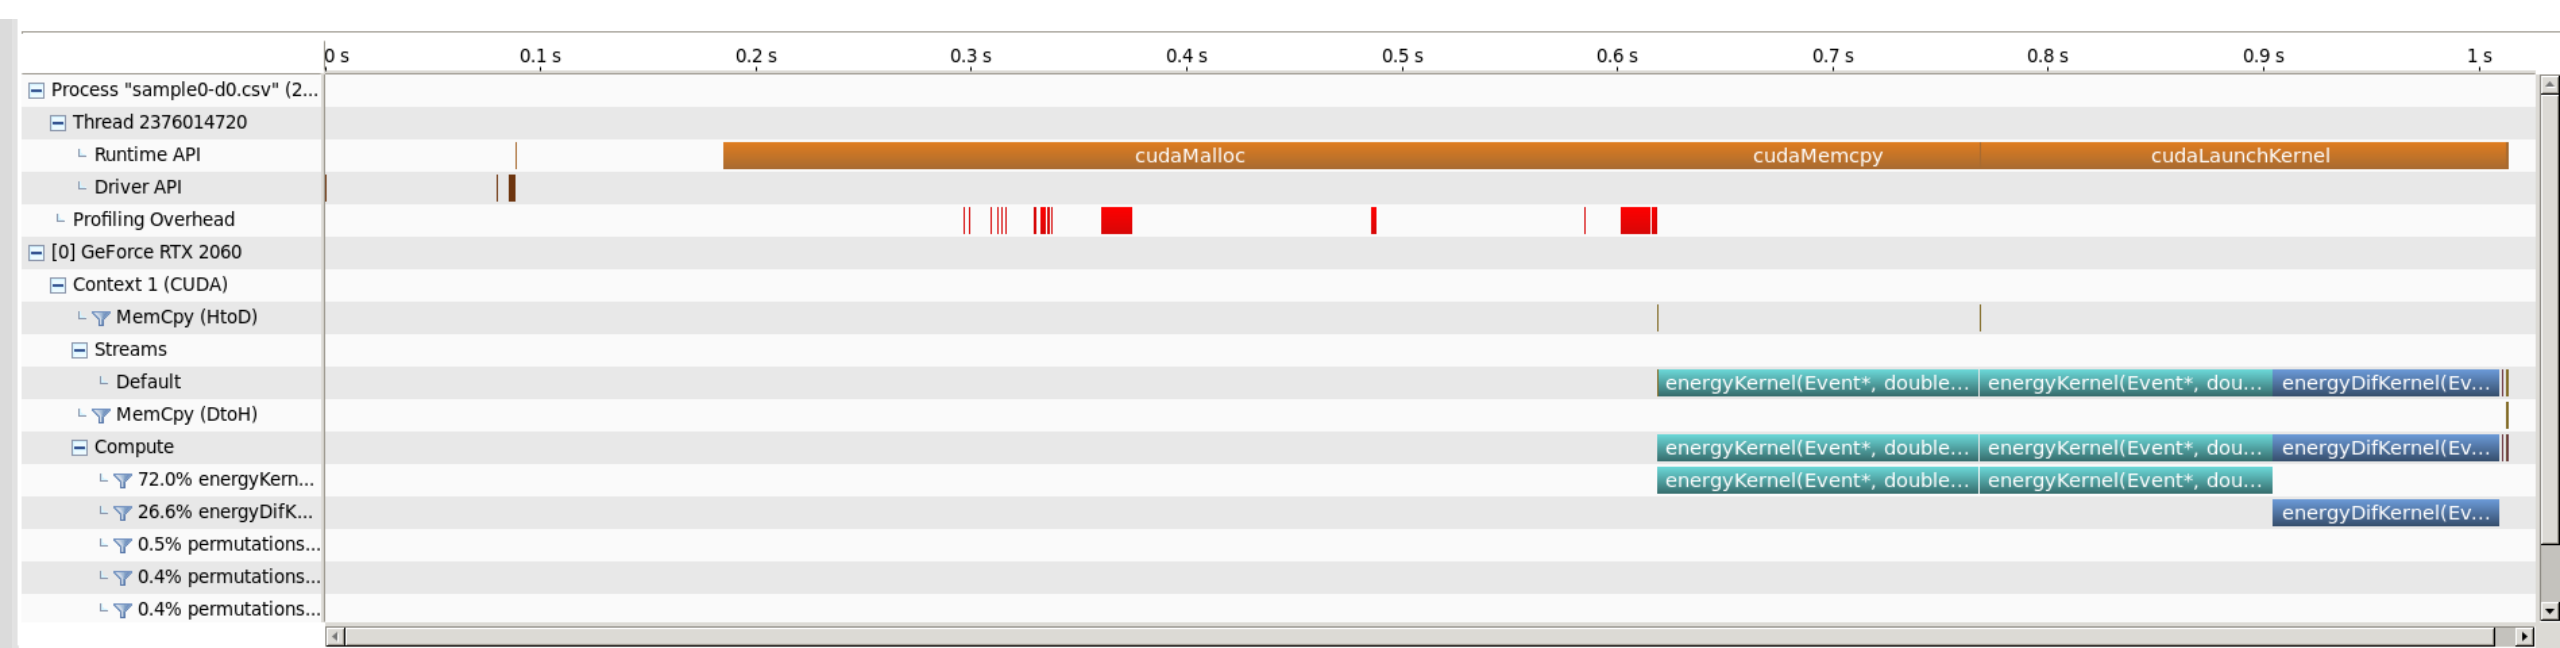 0 s 0.1 s 0.2 s 0.3 s 0.4 s 0.5 s 0.6 s 0.7 s 0.8 s 0.9 s 1 s
Process "sample0-d0.csv" (2...
Thread 2376014720
Runtime API cudaMalloc cudaMemcpy cudaLaunchKernel
Driver API
Profiling Overhead
[0] GeForce RTX 2060
Context 1 (CUDA)
MemCpy (HtoD)
Streams
Default energyKernel(Event*, double... energyKernel(Event*, dou... energyDifKernel(Ev...
MemCpy (DtoH)
Compute energyKernel(Event*, double... energyKernel(Event*, dou... energyDifKernel(Ev...
72.0% energyKern... energyKernel(Event*, double... energyKernel(Event*, dou...
26.6% energyDifK... energyDifKernel(Ev...
0.5% permutations...
0.4% permutations...
0.4% permutations...